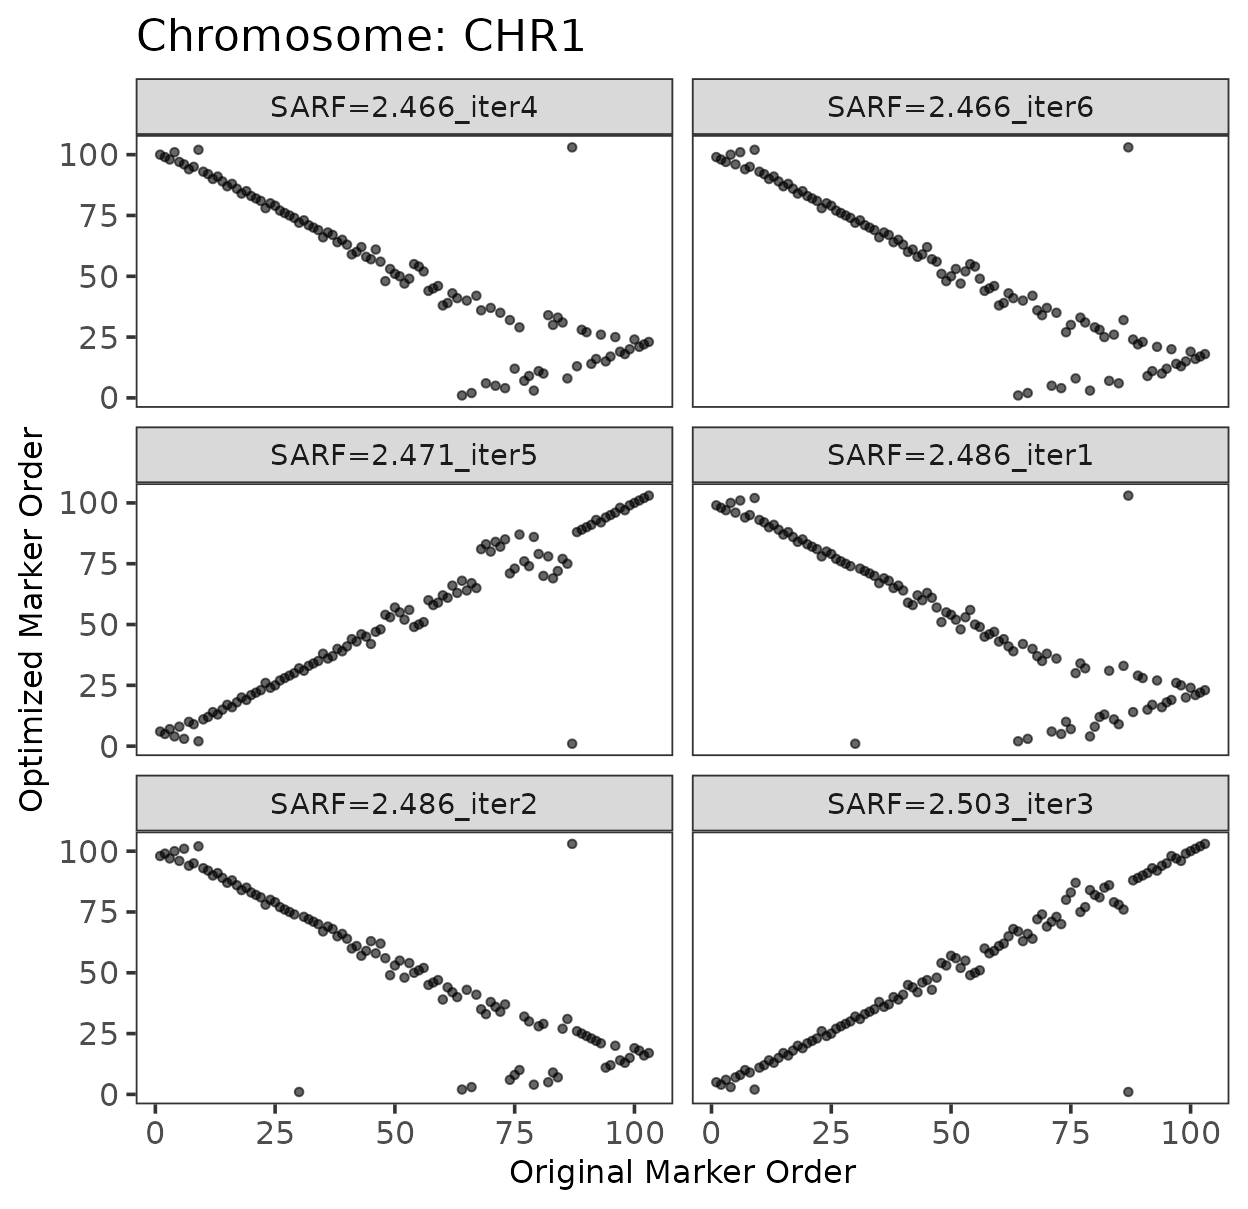 Chromosome: CHR1
SARF=2.466_iter4
SARF=2.466_iter6
100
75
50
25
0
SARF=2.471_iter5
SARF=2.486_iter1
100
75
50
25
0
Optimized Marker Order
SARF=2.486_iter2
SARF=2.503_iter3
100
75
50
25
0
0 25 50 75 100 0 25 50 75 100
Original Marker Order